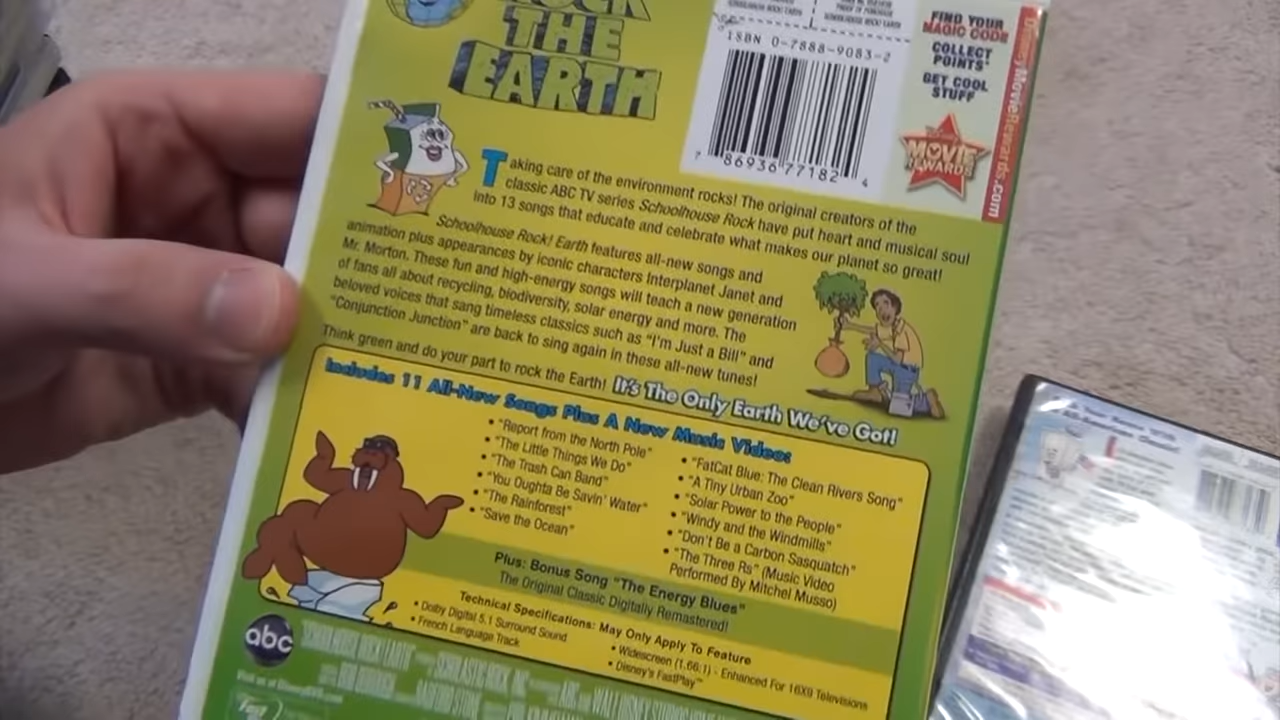 ROCK
THE
EARTH
ISBN 0-7888-9083-2
7 86936 77182 4
FIND YOUR
MAGIC CODE
COLLECT
POINTS*
GET COOL
STUFF
MOVIE
REWARDS
DisneyMovieRewards.com
Taking care of the environment rocks! The original creators of the
classic ABC TV series Schoolhouse Rock have put heart and musical soul
into 13 songs that educate and celebrate what makes our planet so great!
Schoolhouse Rock! Earth features all-new songs and
animation plus appearances by iconic characters Interplanet Janet and
Mr. Morton. These fun and high-energy songs will teach a new generation
of fans all about recycling, biodiversity, solar energy and more. The
beloved voices that sang timeless classics such as "I'm Just a Bill" and
"Conjunction Junction" are back to sing again in these all-new tunes!
Think green and do your part to rock the Earth! It's The Only Earth We've Got!
Includes 11 All-New Songs Plus A New Music Video:
• "Report from the North Pole"
• "The Little Things We Do"
• "The Trash Can Band"
• "You Oughta Be Savin' Water"
• "The Rainforest"
• "Save the Ocean"
• "FatCat Blue: The Clean Rivers Song"
• "A Tiny Urban Zoo"
• "Solar Power to the People"
• "Windy and the Windmills"
• "Don't Be a Carbon Sasquatch"
• "The Three Rs" (Music Video
Performed By Mitchel Musso)
Plus: Bonus Song "The Energy Blues"
The Original Classic Digitally Remastered!
Technical Specifications: May Only Apply To Feature
• Dolby Digital 5.1 Surround Sound
• French Language Track
• Widescreen (1.66:1) - Enhanced For 16X9 Televisions
• Disney's FastPlay™
abc